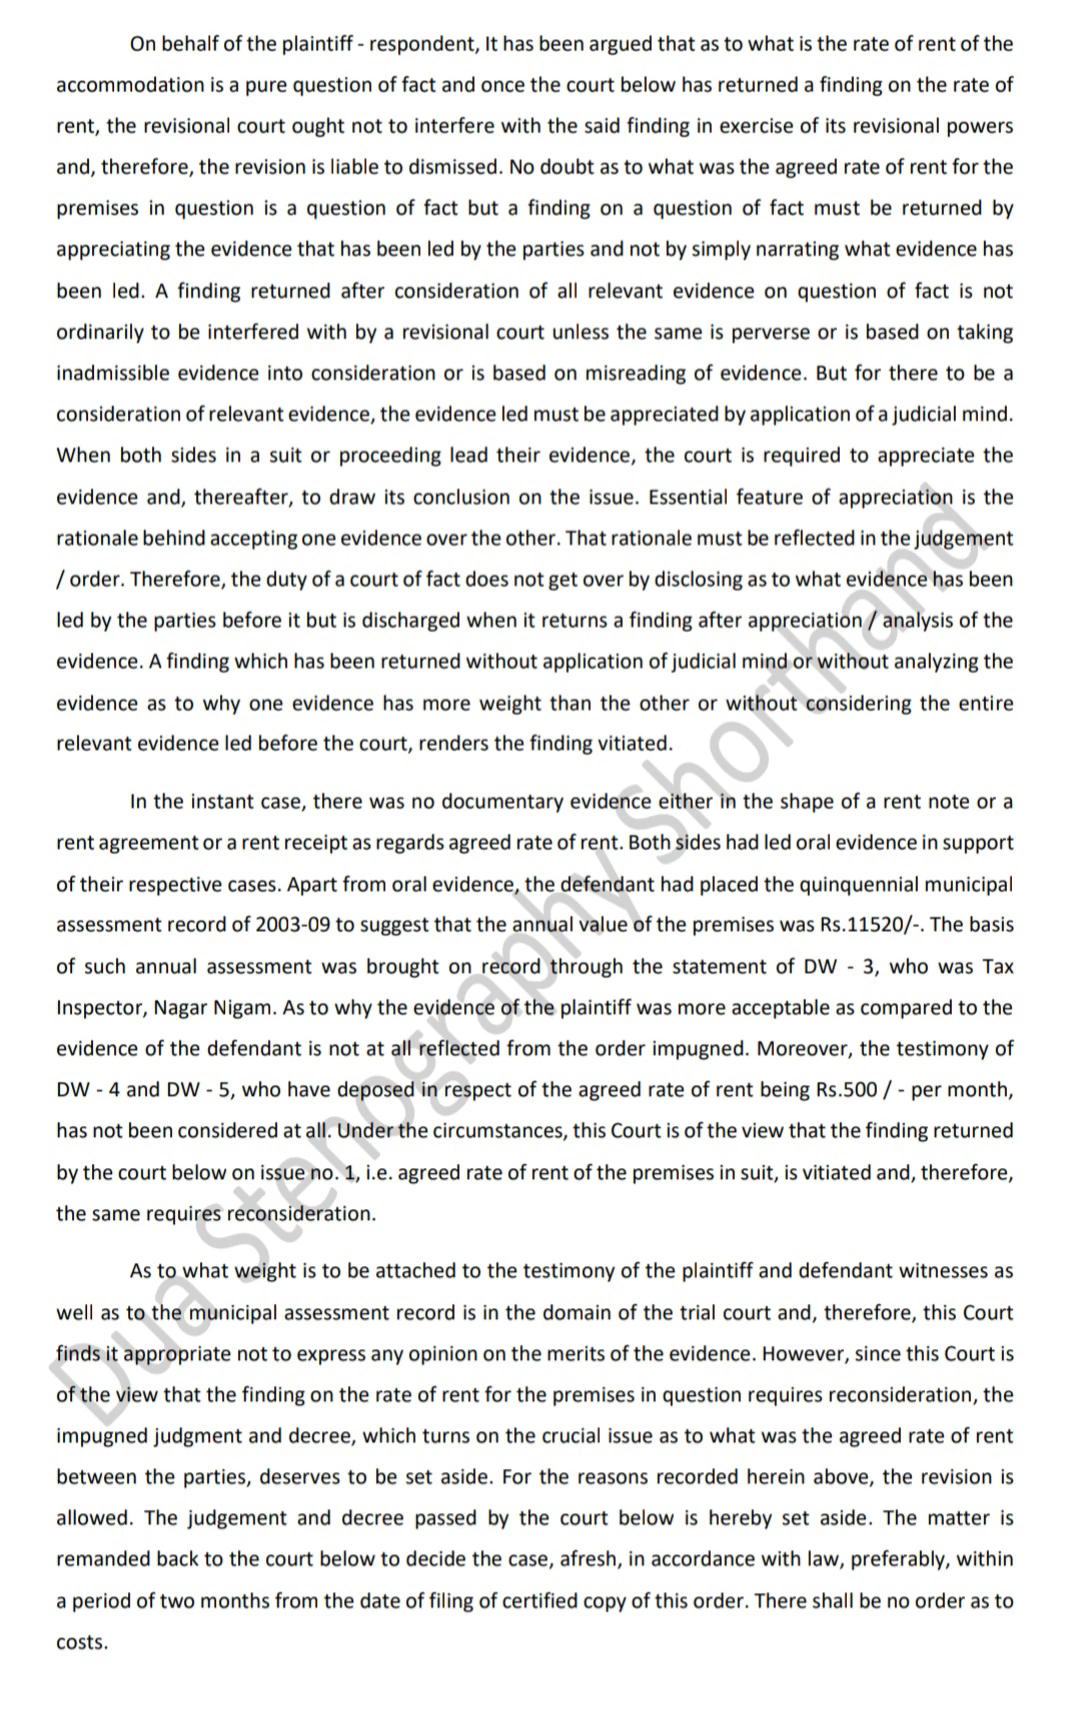 On behalf of the plaintiff - respondent, It has been argued that as to what is the rate of rent of the
accommodation is a pure question of fact and once the court below has returned a finding on the rate of
rent, the revisional court ought not to interfere with the said finding in exercise of its revisional powers
and, therefore, the revision is liable to dismissed. No doubt as to what was the agreed rate of rent for the
premises in question is a question of fact but a finding on a question of fact must be returned by
appreciating the evidence that has been led by the parties and not by simply narrating what evidence has
been led. A finding returned after consideration of all relevant evidence on question of fact is not
ordinarily to be interfered with by a revisional court unless the same is perverse or is based on taking
inadmissible evidence into consideration or is based on misreading of evidence. But for there to be a
consideration of relevant evidence, the evidence led must be appreciated by application of a judicial mind.
When both sides in a suit or proceeding lead their evidence, the court is required to appreciate the
evidence and, thereafter, to draw its conclusion on the issue. Essential feature of appreciation is the
rationale behind accepting one evidence over the other. That rationale must be reflected in the judgement
/ order. Therefore, the duty of a court of fact does not get over by disclosing as to what evidence has been
led by the parties before it but is discharged when it returns a finding after appreciation / analysis of the
evidence. A finding which has been returned without application of judicial mind or without analyzing the
evidence as to why one evidence has more weight than the other or without considering the entire
relevant evidence led before the court, renders the finding vitiated.
In the instant case, there was no documentary evidence either in the shape of a rent note or a
rent agreement or a rent receipt as regards agreed rate of rent. Both sides had led oral evidence in support
of their respective cases. Apart from oral evidence, the defendant had placed the quinquennial municipal
assessment record of 2003-09 to suggest that the annual value of the premises was Rs.11520/-. The basis
of such annual assessment was brought on record through the statement of DW - 3, who was Tax
Inspector, Nagar Nigam. As to why the evidence of the plaintiff was more acceptable as compared to the
evidence of the defendant is not at all reflected from the order impugned. Moreover, the testimony of
DW - 4 and DW - 5, who have deposed in respect of the agreed rate of rent being Rs.500 / - per month,
has not been considered at all. Under the circumstances, this Court is of the view that the finding returned
by the court below on issue no. 1, i.e. agreed rate of rent of the premises in suit, is vitiated and, therefore,
the same requires reconsideration.
As to what weight is to be attached to the testimony of the plaintiff and defendant witnesses as
well as to the municipal assessment record is in the domain of the trial court and, therefore, this Court
finds it appropriate not to express any opinion on the merits of the evidence. However, since this Court is
of the view that the finding on the rate of rent for the premises in question requires reconsideration, the
impugned judgment and decree, which turns on the crucial issue as to what was the agreed rate of rent
between the parties, deserves to be set aside. For the reasons recorded herein above, the revision is
allowed. The judgement and decree passed by the court below is hereby set aside. The matter is
remanded back to the court below to decide the case, afresh, in accordance with law, preferably, within
a period of two months from the date of filing of certified copy of this order. There shall be no order as to
costs.
Dua Stenography Shorthand